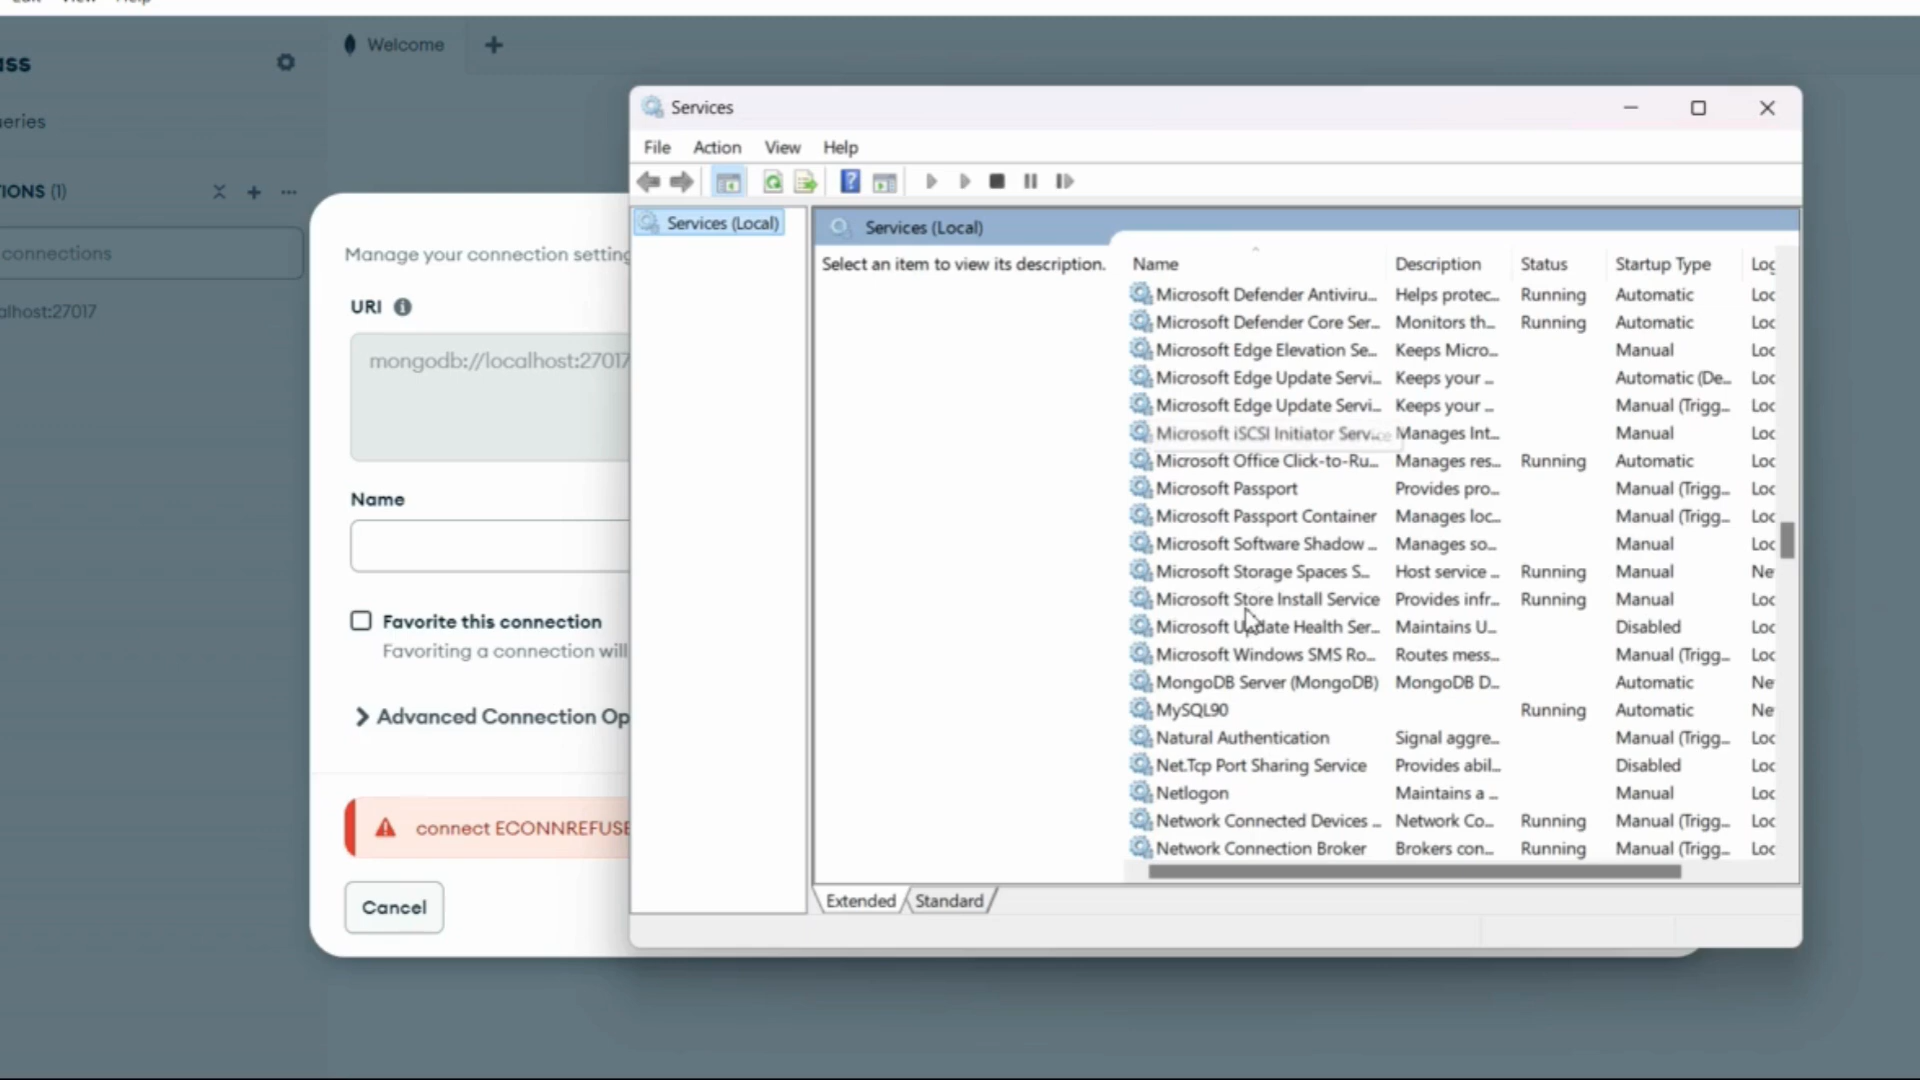 Edit View Help
ass
Welcome
ueries
TIONS (1)
connections
alhost:27017
Manage your connection setting
URI
mongodb://localhost:27017
Name
Favorite this connection
Favoriting a connection will
Advanced Connection Op
connect ECONNREFUSE
Cancel
Services
File Action View Help
Services (Local)
Services (Local)
Select an item to view its description.
Name Description Status Startup Type Log
Microsoft Defender Antiviru... Helps protec... Running Automatic Loc
Microsoft Defender Core Ser... Monitors th... Running Automatic Loc
Microsoft Edge Elevation Se... Keeps Micro... Manual Loc
Microsoft Edge Update Servi... Keeps your ... Automatic (De... Loc
Microsoft Edge Update Servi... Keeps your ... Manual (Trigg... Loc
Microsoft iSCSI Initiator Serv... Manages Int... Manual Loc
Microsoft Office Click-to-Ru... Manages res... Running Automatic Loc
Microsoft Passport Provides pro... Manual (Trigg... Loc
Microsoft Passport Container Manages loc... Manual (Trigg... Loc
Microsoft Software Shadow ... Manages so... Manual Loc
Microsoft Storage Spaces S... Host service ... Running Manual Ne
Microsoft Store Install Service Provides infr... Running Manual Loc
Microsoft Update Health Ser... Maintains U... Disabled Loc
Microsoft Windows SMS Ro... Routes mess... Manual (Trigg... Loc
MongoDB Server (MongoDB) MongoDB D... Automatic Ne
MySQL90 Running Automatic Ne
Natural Authentication Signal aggre... Manual (Trigg... Loc
Net.Tcp Port Sharing Service Provides abil... Disabled Loc
Netlogon Maintains a ... Manual Loc
Network Connected Devices ... Network Co... Running Manual (Trigg... Loc
Network Connection Broker Brokers con... Running Manual (Trigg... Loc
Extended Standard